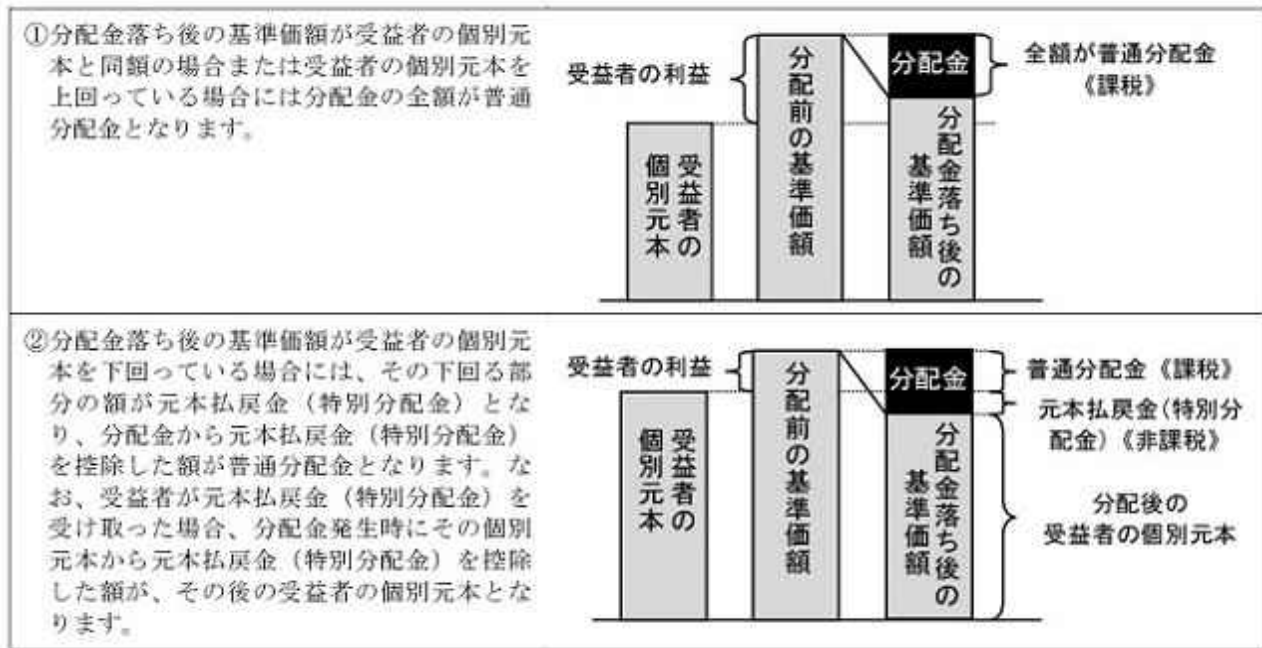 ①分配金落ち後の基準価額が受益者の個別元
本と同額の場合または受益者の個別元本を
上回っている場合には分配金の全額が普通
分配金となります。
受益者の利益
受益者の
個別元本
分配前の基準価額
分配金
分配金落ち後の
基準価額
全額が普通分配金
《課税》
②分配金落ち後の基準価額が受益者の個別元
本を下回っている場合には、その下回る部
分の額が元本払戻金（特別分配金）とな
り、分配金から元本払戻金（特別分配金）
を控除した額が普通分配金となります。な
お、受益者が元本払戻金（特別分配金）を
受け取った場合、分配金発生時にその個別
元本から元本払戻金（特別分配金）を控除
した額が、その後の受益者の個別元本とな
ります。
受益者の利益
受益者の
個別元本
分配前の基準価額
分配金
分配金落ち後の
基準価額
普通分配金《課税》
元本払戻金(特別分
配金)《非課税》
分配後の
受益者の個別元本